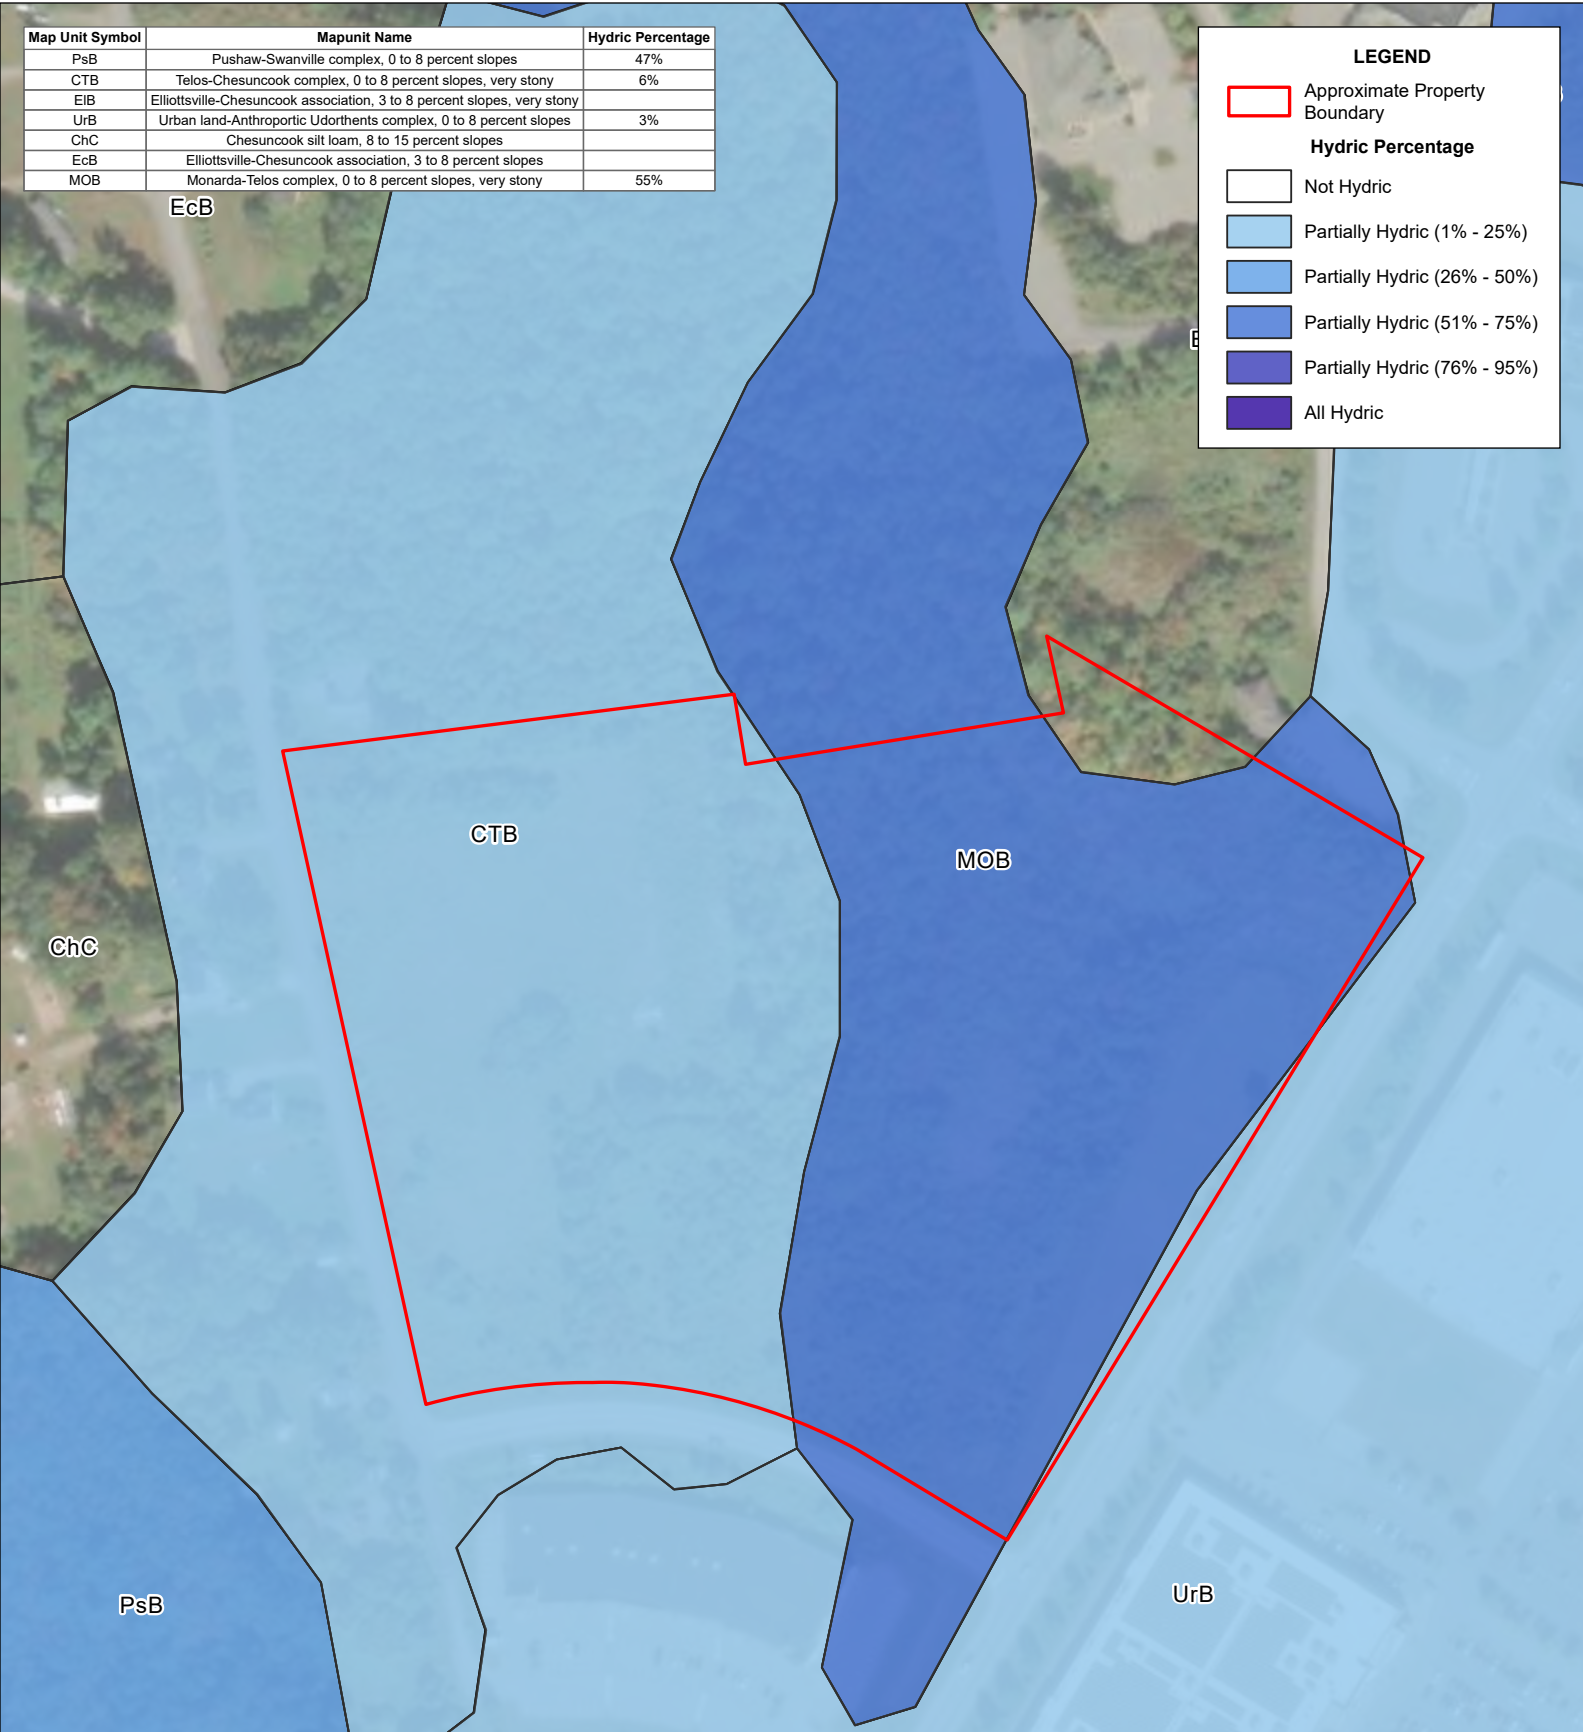 Map Unit Symbol Mapunit Name Hydric Percentage
PsB Pushaw-Swanville complex, 0 to 8 percent slopes 47%
CTB Telos-Chesuncook complex, 0 to 8 percent slopes, very stony 6%
ElB Elliottsville-Chesuncook association, 3 to 8 percent slopes, very stony
UrB Urban land-Anthroportic Udorthents complex, 0 to 8 percent slopes 3%
ChC Chesuncook silt loam, 8 to 15 percent slopes
EcB Elliottsville-Chesuncook association, 3 to 8 percent slopes
MOB Monarda-Telos complex, 0 to 8 percent slopes, very stony 55%
LEGEND
Approximate Property
Boundary
Hydric Percentage
Not Hydric
Partially Hydric (1% - 25%)
Partially Hydric (26% - 50%)
Partially Hydric (51% - 75%)
Partially Hydric (76% - 95%)
All Hydric
EcB
CTB
MOB
ChC
PsB
UrB